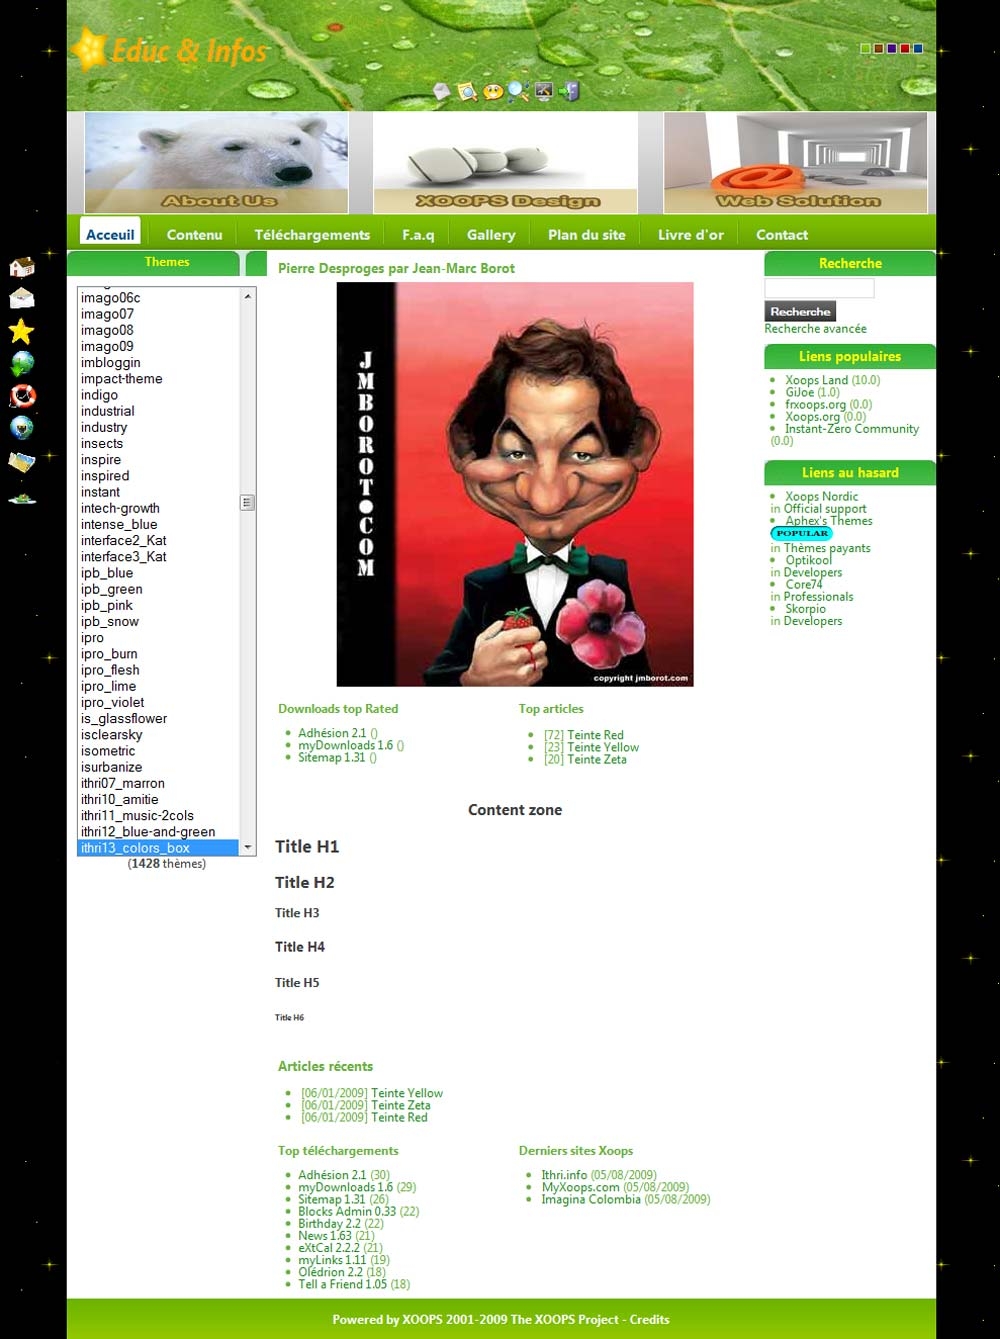 Educ & Infos
About Us
XOOPS Design
Web Solution
Acceuil
Contenu
Téléchargements
F.a.q
Gallery
Plan du site
Livre d'or
Contact
Themes
imago06c
imago07
imago08
imago09
imbloggin
impact-theme
indigo
industrial
industry
insects
inspire
inspired
instant
intech-growth
intense_blue
interface2_Kat
interface3_Kat
ipb_blue
ipb_green
ipb_pink
ipb_snow
ipro
ipro_burn
ipro_flesh
ipro_lime
ipro_violet
is_glassflower
isclearsky
isometric
isurbanize
ithri07_marron
ithri10_amitie
ithri11_music-2cols
ithri12_blue-and-green
ithri13_colors_box
(1428 thèmes)
Pierre Desproges par Jean-Marc Borot
JMBOROT●COM
copyright jmborot.com
Downloads top Rated
Adhésion 2.1 ()
myDownloads 1.6 ()
Sitemap 1.31 ()
Top articles
[72] Teinte Red
[23] Teinte Yellow
[20] Teinte Zeta
Content zone
Title H1
Title H2
Title H3
Title H4
Title H5
Title H6
Articles récents
[06/01/2009] Teinte Yellow
[06/01/2009] Teinte Zeta
[06/01/2009] Teinte Red
Top téléchargements
Adhésion 2.1 (30)
myDownloads 1.6 (29)
Sitemap 1.31 (26)
Blocks Admin 0.33 (22)
Birthday 2.2 (22)
News 1.63 (21)
eXtCal 2.2.2 (21)
myLinks 1.11 (19)
Olédrion 2.2 (18)
Tell a Friend 1.05 (18)
Derniers sites Xoops
Ithri.info (05/08/2009)
MyXoops.com (05/08/2009)
Imagina Colombia (05/08/2009)
Recherche
Recherche
Recherche avancée
Liens populaires
Xoops Land (10.0)
GiJoe (1.0)
frxoops.org (0.0)
Xoops.org (0.0)
Instant-Zero Community
(0.0)
Liens au hasard
Xoops Nordic
in Official support
Aphex's Themes
POPULAR
in Thèmes payants
Optikool
in Developers
Core74
in Professionals
Skorpio
in Developers
Powered by XOOPS 2001-2009 The XOOPS Project - Credits